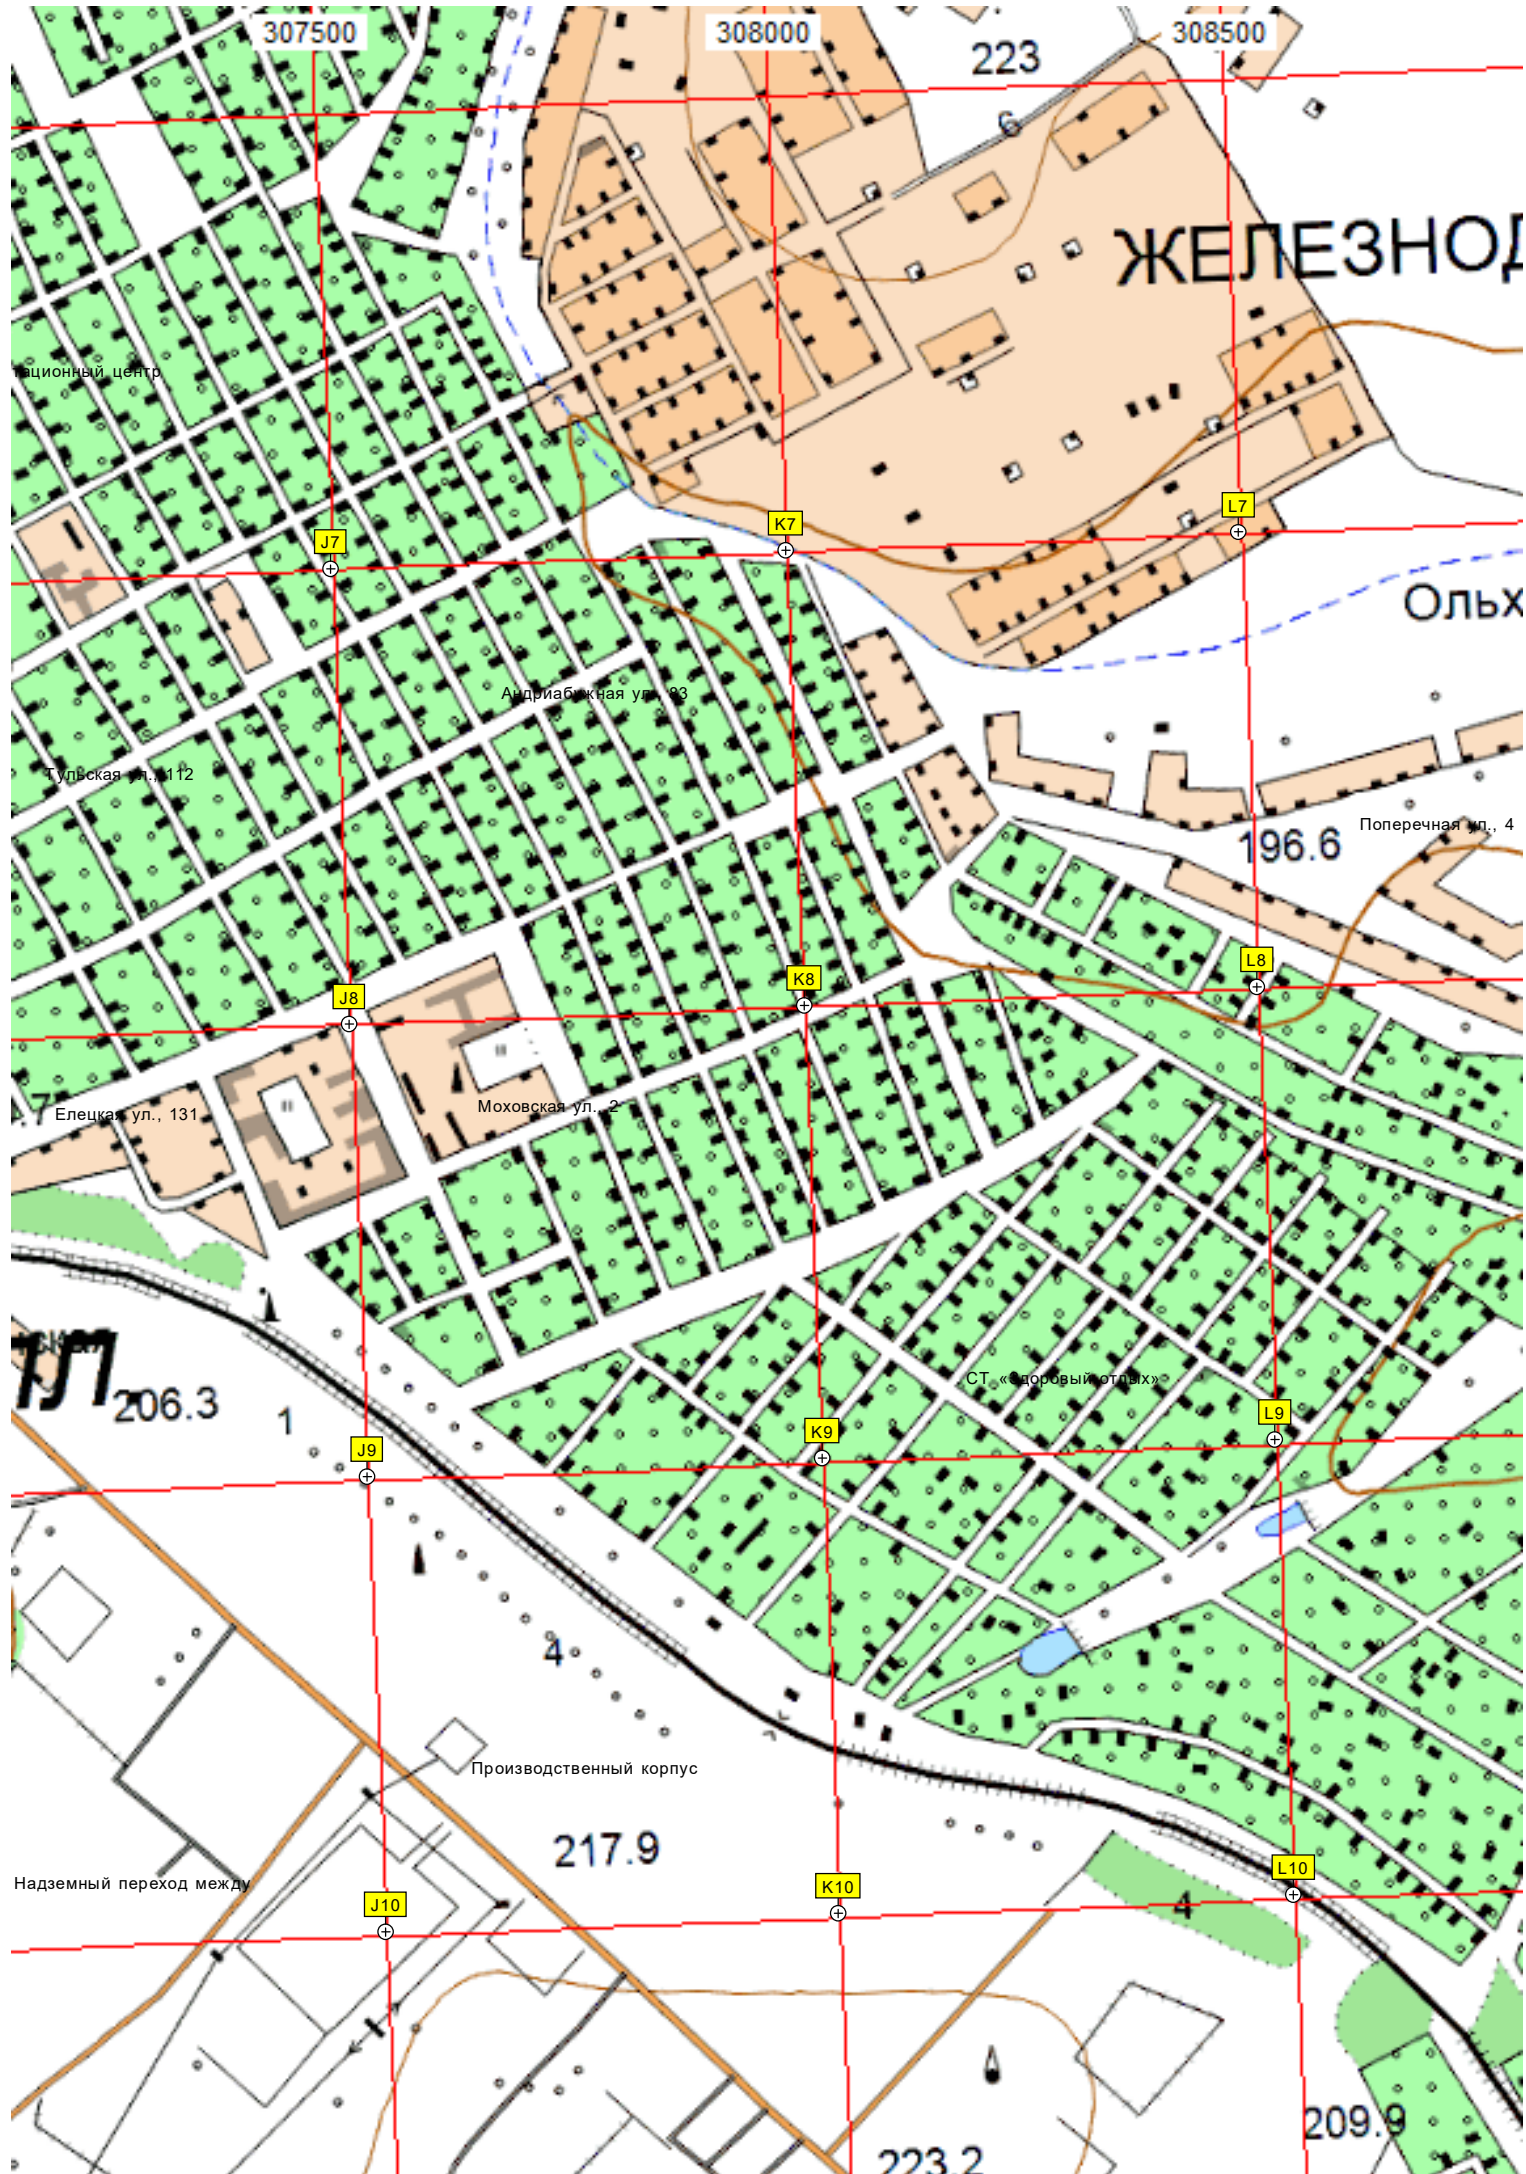 307500 308000 308500
223
6
ЖЕЛЕЗНОД
тационный центр
L7
K7
J7
Ольх
Андриабужная ул., 83
Тульская ул., 112
Поперечная ул., 4
196.6
L8
K8
J8
Моховская ул., 2
.7 Елецкая ул., 131
СТ «Здоровый отдых»
206.3
1
L9
K9
J9
4
Производственный корпус
217.9
L10
K10
Надземный переход между
J10
4
209.9
223.2